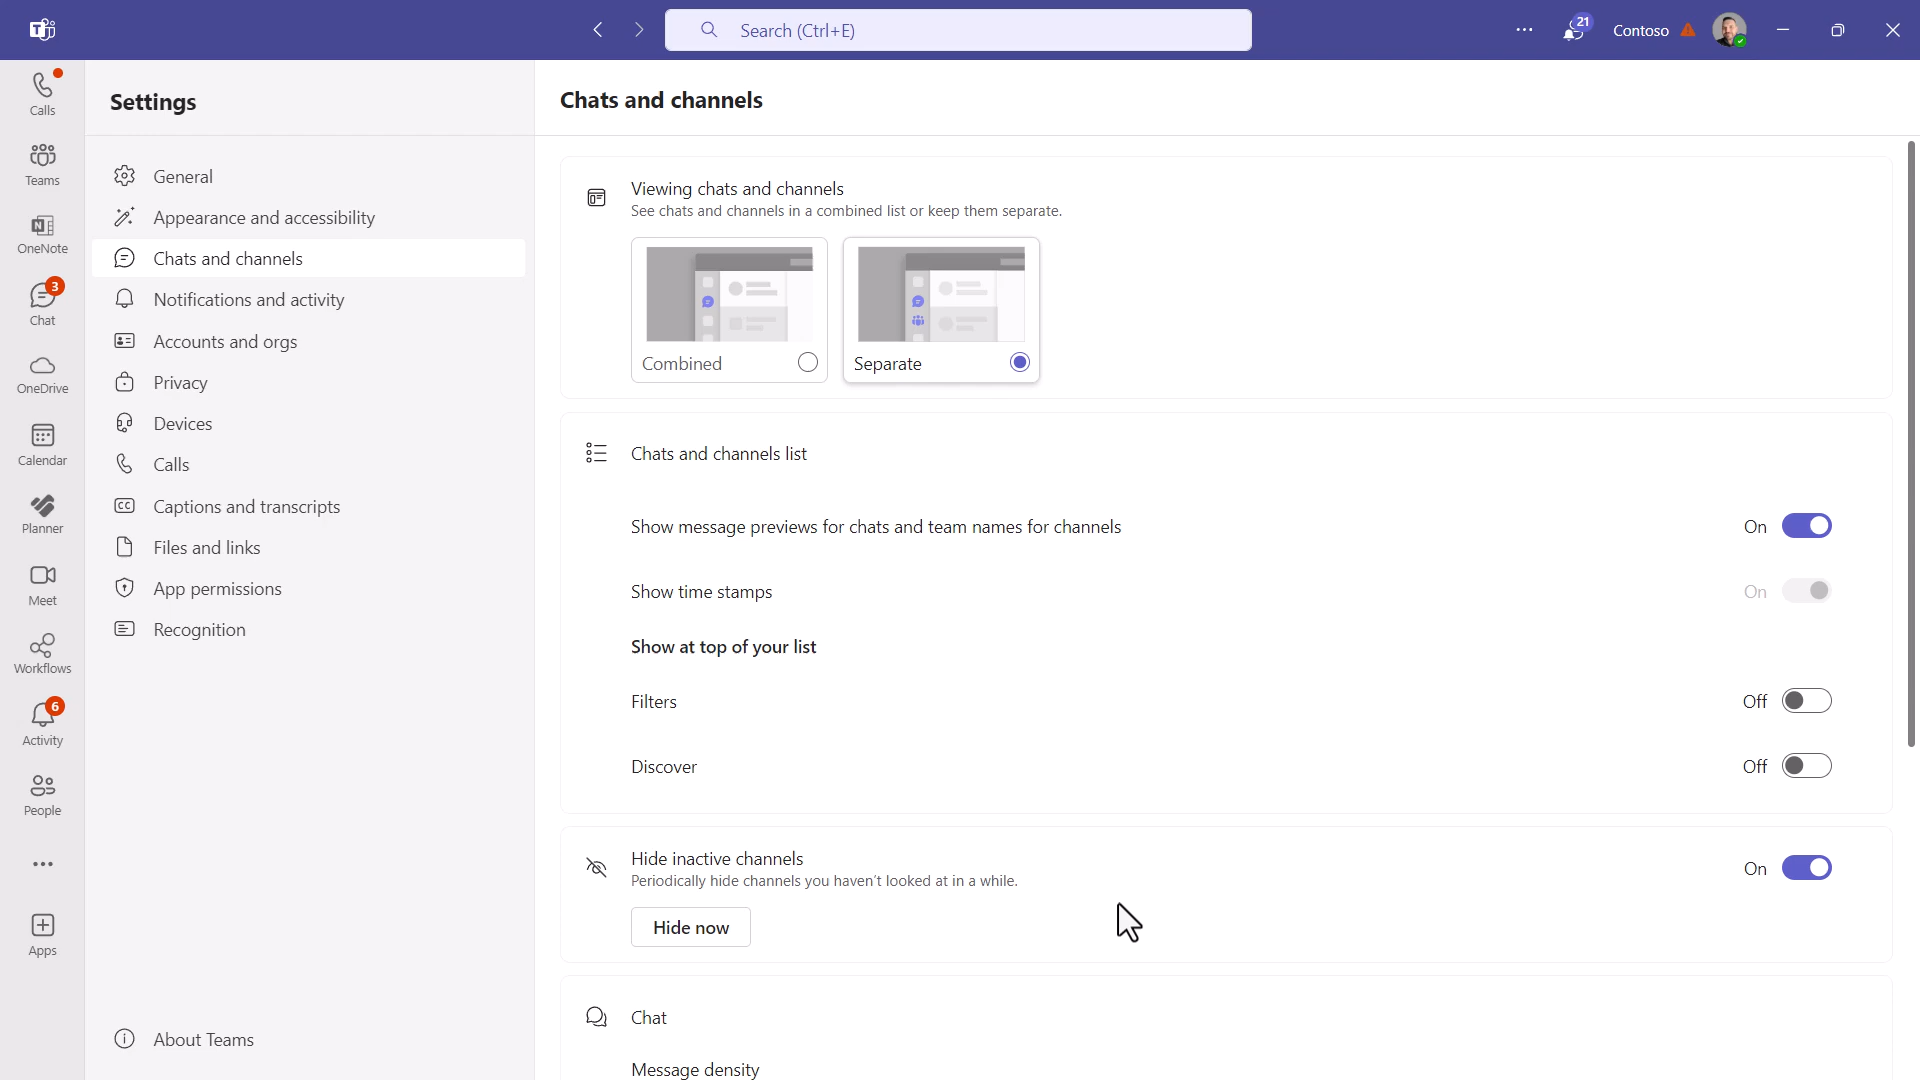 Search (Ctrl+E)
21
Contoso
Calls
Teams
OneNote
3
Chat
OneDrive
Calendar
Planner
Meet
Workflows
6
Activity
People
Apps
Settings
General
Appearance and accessibility
Chats and channels
Notifications and activity
Accounts and orgs
Privacy
Devices
Calls
CC Captions and transcripts
Files and links
App permissions
Recognition
About Teams
Chats and channels
Viewing chats and channels
See chats and channels in a combined list or keep them separate.
Combined
Separate
Chats and channels list
Show message previews for chats and team names for channels
On
Show time stamps
On
Show at top of your list
Filters
Off
Discover
Off
Hide inactive channels
Periodically hide channels you haven't looked at in a while.
On
Hide now
Chat
Message density